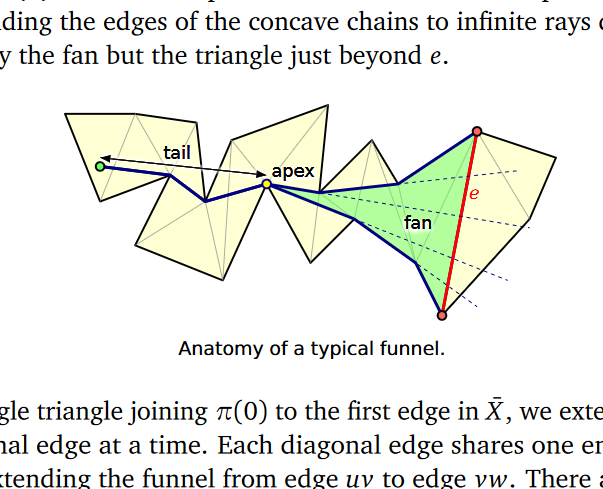 ding the edges of the concave chains to infinite rays
y the fan but the triangle just beyond e.
tail
apex
e
fan
Anatomy of a typical funnel.
gle triangle joining π(0) to the first edge in X̄, we exte
nal edge at a time. Each diagonal edge shares one en
xtending the funnel from edge uv to edge vw. There a